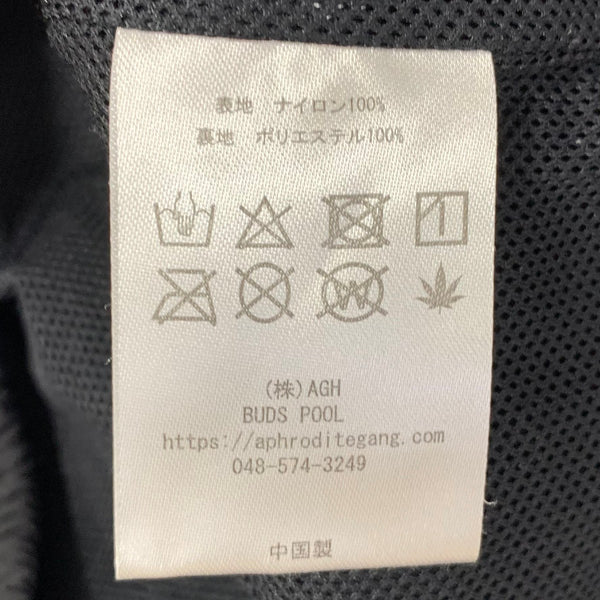 表地 ナイロン100%
裏地 ポリエステル100%
W
(株)AGH
BUDS POOL
https://aphroditegang.com
048-574-3249
中国製